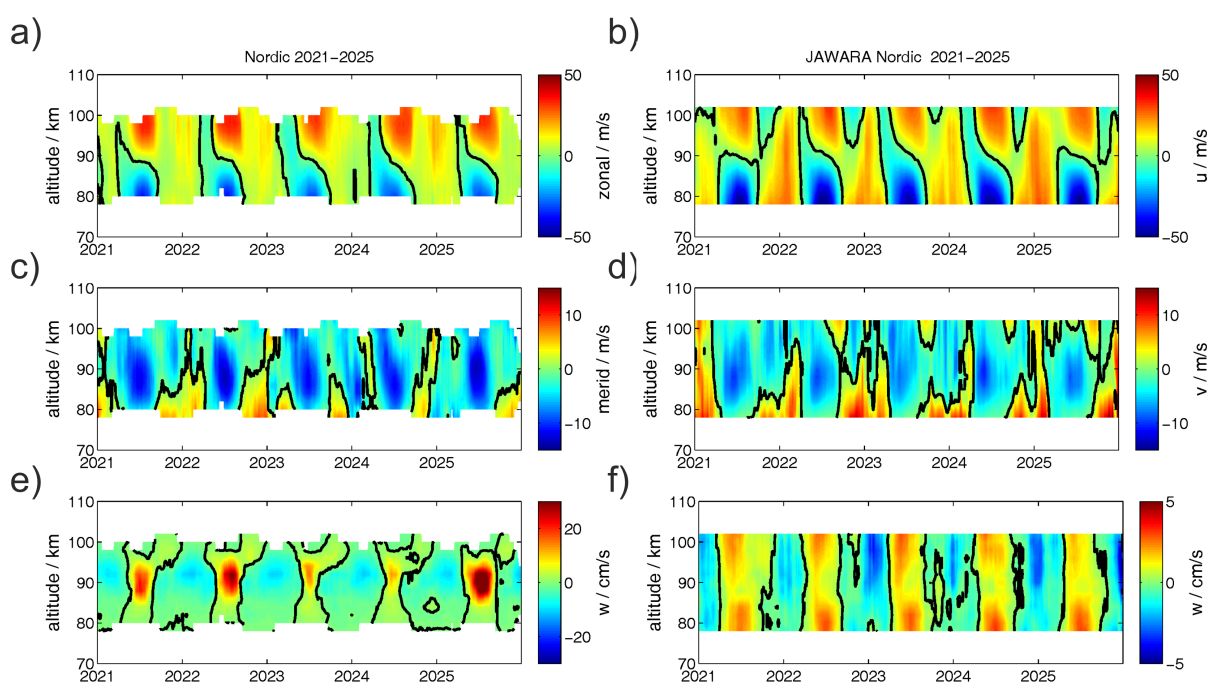 a)
Nordic 2021−2025
110
100
90
80
70
altitude / km
2021 2022 2023 2024 2025
50
0
−50
zonal / m/s
b)
JAWARA Nordic 2021−2025
110
100
90
80
70
altitude / km
2021 2022 2023 2024 2025
50
0
−50
u / m/s
c)
110
100
90
80
70
altitude / km
2021 2022 2023 2024 2025
10
0
−10
merid / m/s
d)
110
100
90
80
70
altitude / km
2021 2022 2023 2024 2025
10
0
−10
v / m/s
e)
110
100
90
80
70
altitude / km
2021 2022 2023 2024 2025
20
0
−20
w / cm/s
f)
110
100
90
80
70
altitude / km
2021 2022 2023 2024 2025
5
0
−5
w / cm/s